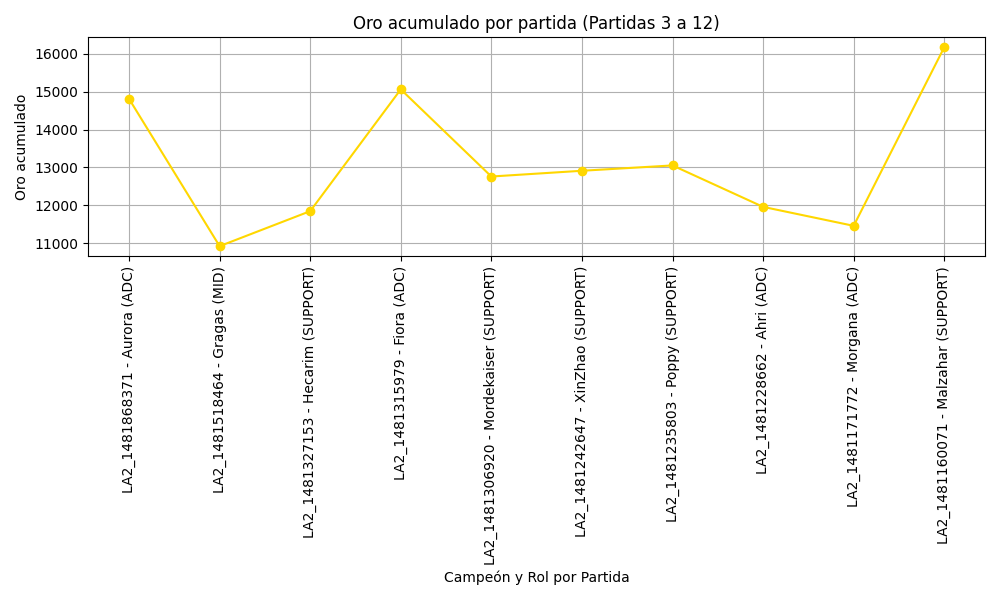 Oro acumulado por partida (Partidas 3 a 12)
Oro acumulado
16000
15000
14000
13000
12000
11000
LA2_1481868371 - Aurora (ADC)
LA2_1481518464 - Gragas (MID)
LA2_1481327153 - Hecarim (SUPPORT)
LA2_1481315979 - Fiora (ADC)
LA2_1481306920 - Mordekaiser (SUPPORT)
LA2_1481242647 - XinZhao (SUPPORT)
LA2_1481235803 - Poppy (SUPPORT)
LA2_1481228662 - Ahri (ADC)
LA2_1481171772 - Morgana (ADC)
LA2_1481160071 - Malzahar (SUPPORT)
Campeón y Rol por Partida